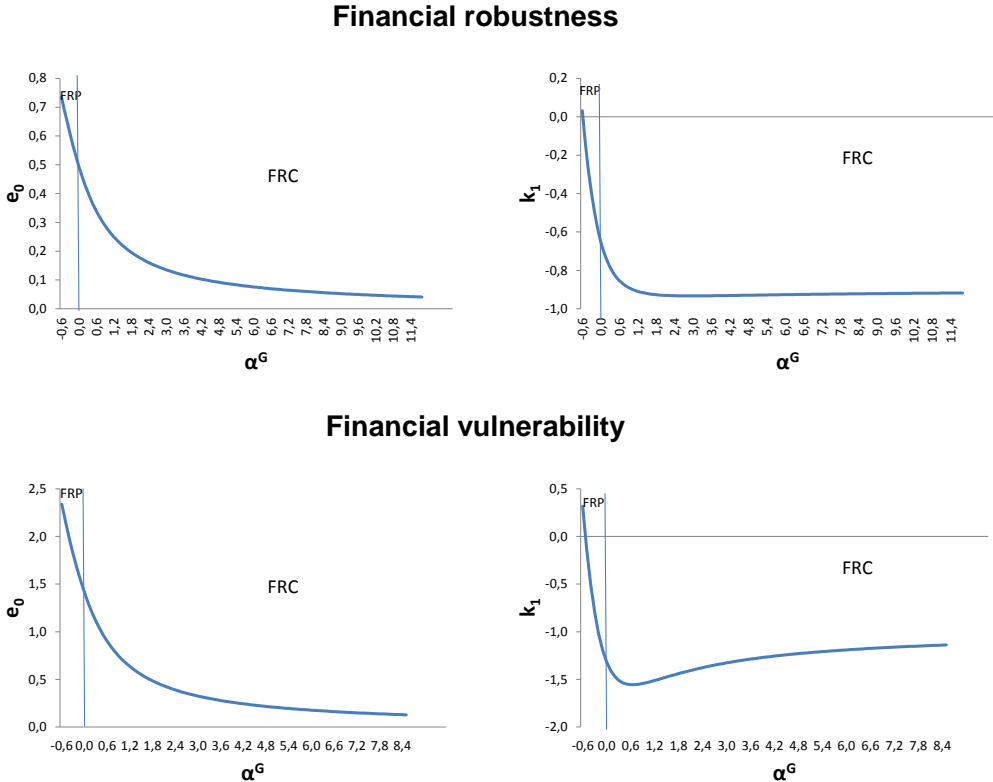 Financial robustness
0,8
0,7
0,6
0,5
0,4
0,3
0,2
0,1
0,0
e0
FRP
FRC
-0,6 0,0 0,6 1,2 1,8 2,4 3,0 3,6 4,2 4,8 5,4 6,0 6,6 7,2 7,8 8,4 9,0 9,6 10,2 10,8 11,4
αG
0,2
0,0
-0,2
-0,4
-0,6
-0,8
-1,0
k1
FRP
FRC
-0,6 0,0 0,6 1,2 1,8 2,4 3,0 3,6 4,2 4,8 5,4 6,0 6,6 7,2 7,8 8,4 9,0 9,6 10,2 10,8 11,4
αG
Financial vulnerability
2,5
2,0
1,5
1,0
0,5
0,0
e0
FRP
FRC
-0,6 0,0 0,6 1,2 1,8 2,4 3,0 3,6 4,2 4,8 5,4 6,0 6,6 7,2 7,8 8,4
αG
0,5
0,0
-0,5
-1,0
-1,5
-2,0
k1
FRP
FRC
-0,6 0,0 0,6 1,2 1,8 2,4 3,0 3,6 4,2 4,8 5,4 6,0 6,6 7,2 7,8 8,4
αG